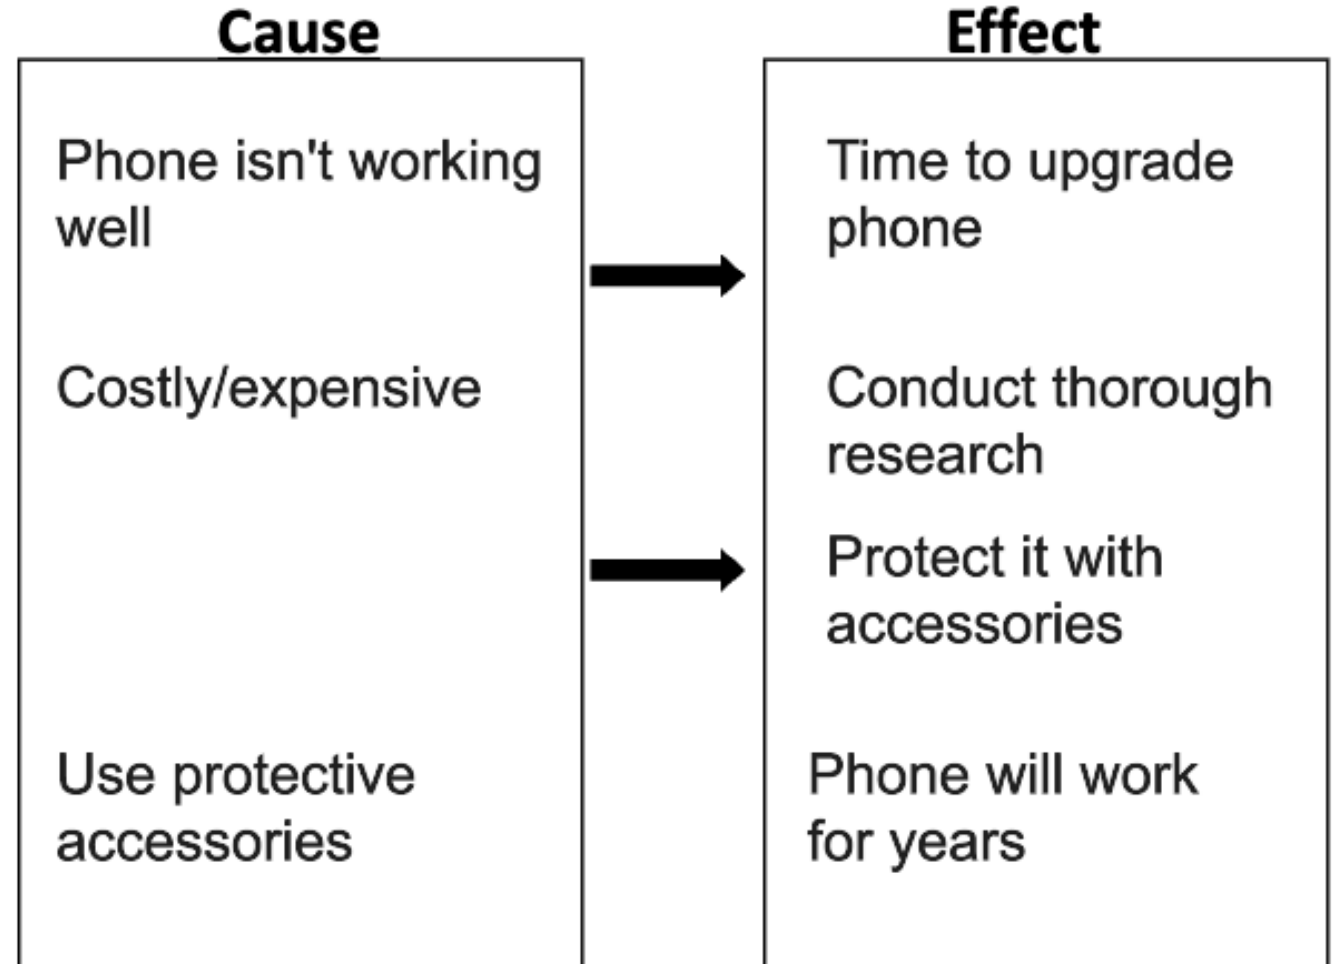 Cause
Effect
Phone isn't working
well
Time to upgrade
phone
Costly/expensive
Conduct thorough
research
Protect it with
accessories
Use protective
accessories
Phone will work
for years